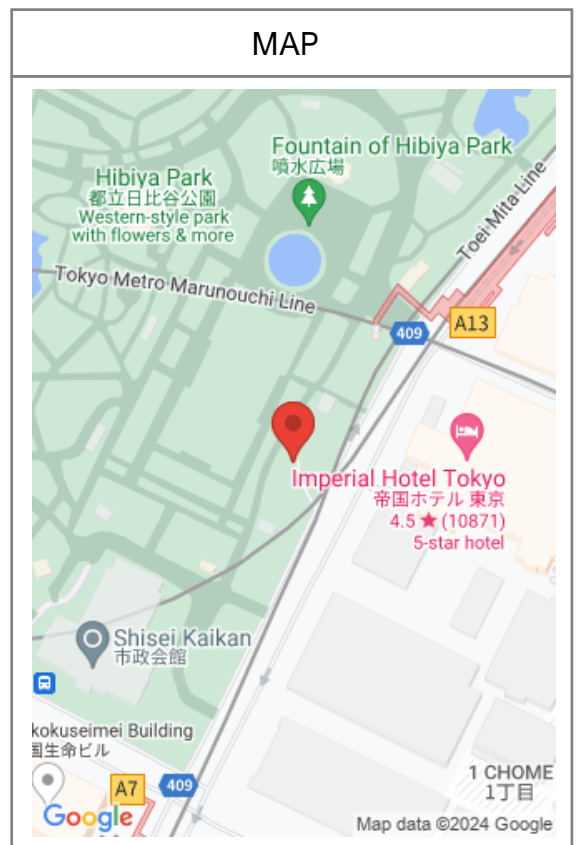 MAP
Fountain of Hibiya Park
噴水広場
Hibiya Park
都立日比谷公園
Western-style park
with flowers & more
Toei Mita Line
Tokyo Metro Marunouchi Line
A13
409
Imperial Hotel Tokyo
帝国ホテル 東京
4.5 ★ (10871)
5-star hotel
Shisei Kaikan
市政会館
kokuseimei Building
国生命ビル
1 CHOME
1丁目
A7
409
Google
Map data ©2024 Google